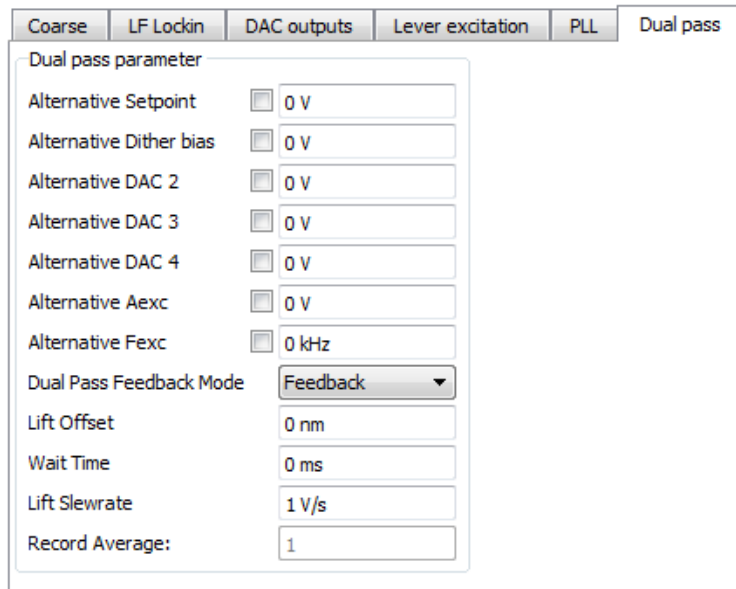 Coarse LF Lockin DAC outputs Lever excitation PLL Dual pass
Dual pass parameter
Alternative Setpoint 0 V
Alternative Dither bias 0 V
Alternative DAC 2 0 V
Alternative DAC 3 0 V
Alternative DAC 4 0 V
Alternative Aexc 0 V
Alternative Fexc 0 kHz
Dual Pass Feedback Mode Feedback
Lift Offset 0 nm
Wait Time 0 ms
Lift Slewrate 1 V/s
Record Average: 1